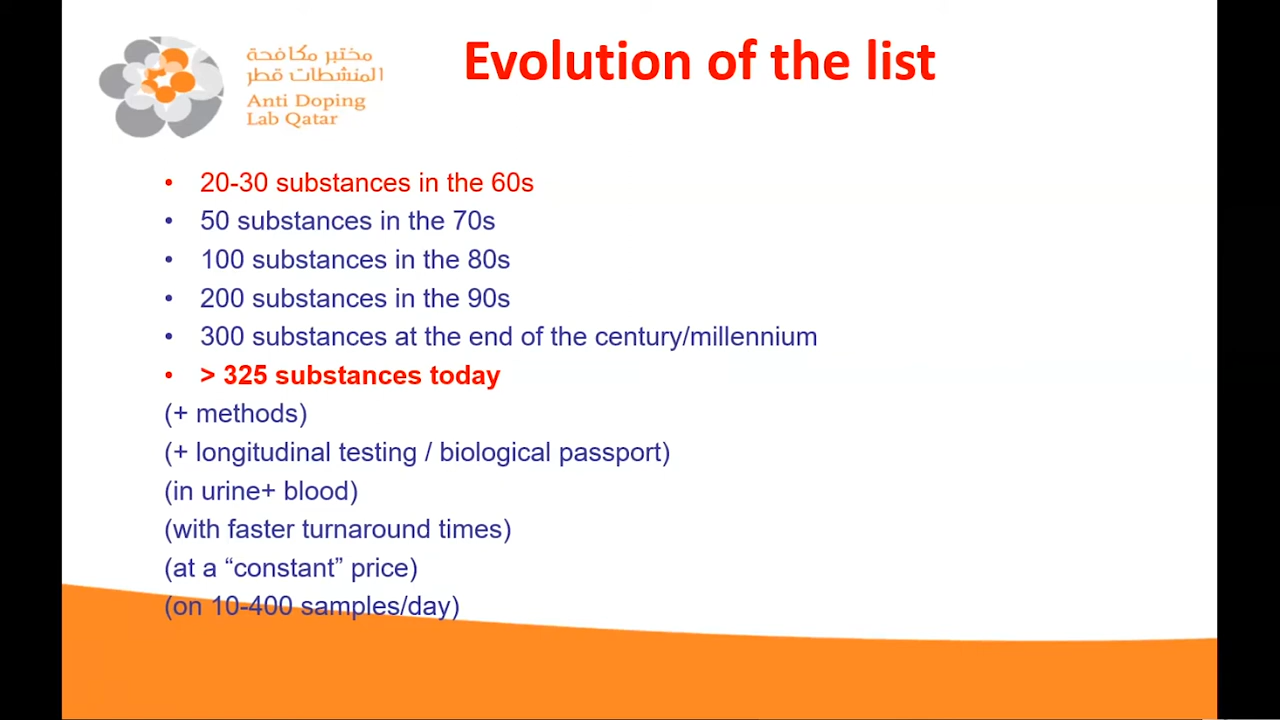 مختبر مكافحة
المنشطات قطر
Anti Doping
Lab Qatar
Evolution of the list
• 20-30 substances in the 60s
• 50 substances in the 70s
• 100 substances in the 80s
• 200 substances in the 90s
• 300 substances at the end of the century/millennium
• > 325 substances today
(+ methods)
(+ longitudinal testing / biological passport)
(in urine+ blood)
(with faster turnaround times)
(at a “constant” price)
(on 10-400 samples/day)